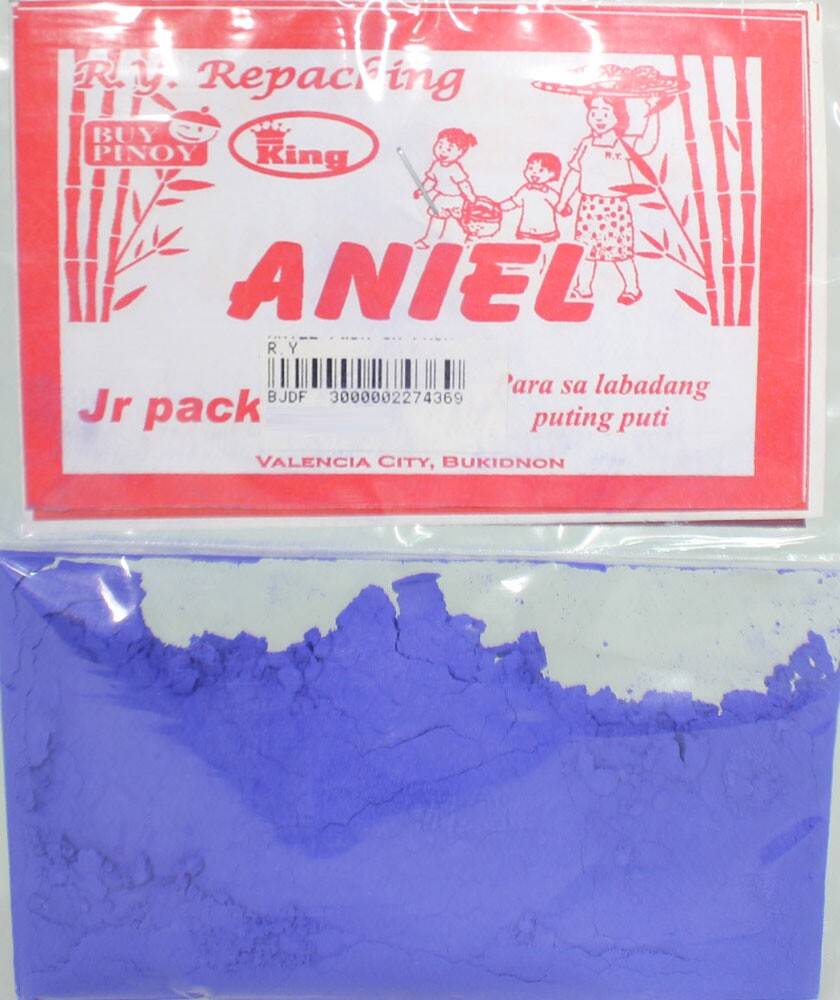 R.Y. Repacking
BUY
PINOY
King
R.Y.
ANIEL
R.Y
BJDF 3000002274369
Jr pack
Para sa labadang
puting puti
VALENCIA CITY, BUKIDNON